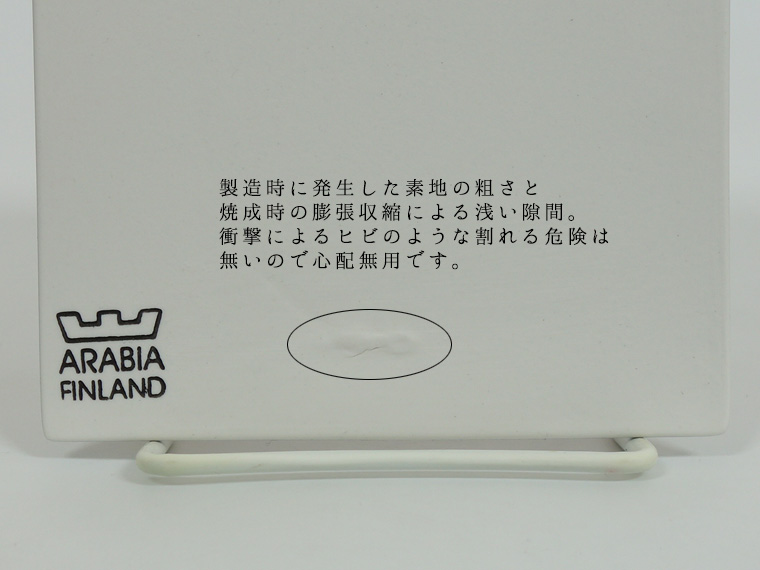 製造時に発生した素地の粗さと
焼成時の膨張収縮による浅い隙間。
衝撃によるヒビのような割れる危険は
無いので心配無用です。
ARABIA
FINLAND